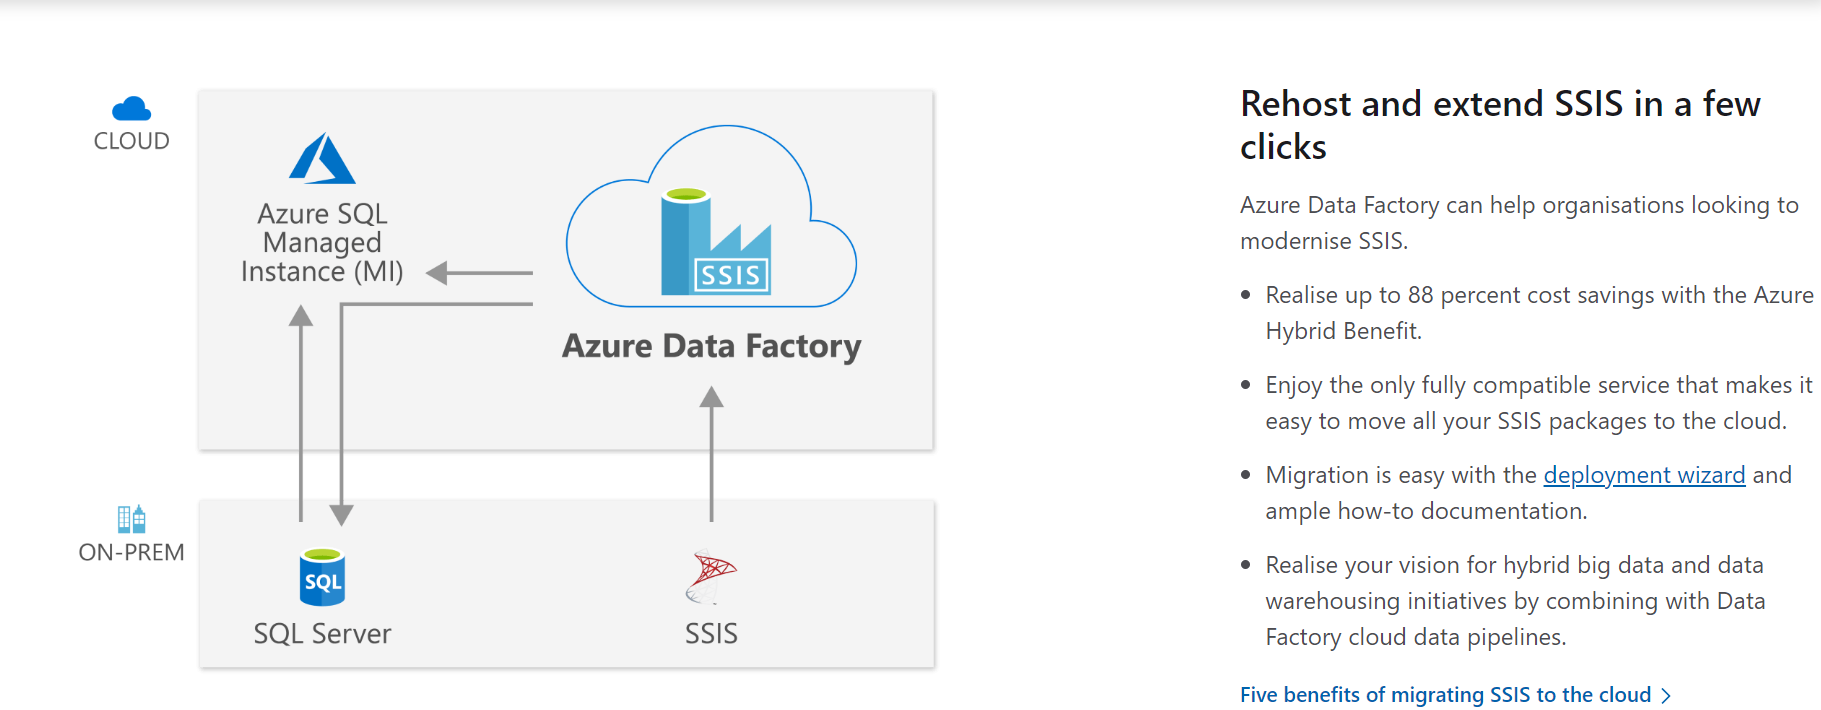 CLOUD
Azure SQL
Managed
Instance (MI)
SSIS
Azure Data Factory
ON-PREM
SQL
SQL Server
SSIS
Rehost and extend SSIS in a few
clicks
Azure Data Factory can help organisations looking to
modernise SSIS.
Realise up to 88 percent cost savings with the Azure
Hybrid Benefit.
Enjoy the only fully compatible service that makes it
easy to move all your SSIS packages to the cloud.
Migration is easy with the deployment wizard and
ample how-to documentation.
Realise your vision for hybrid big data and data
warehousing initiatives by combining with Data
Factory cloud data pipelines.
Five benefits of migrating SSIS to the cloud